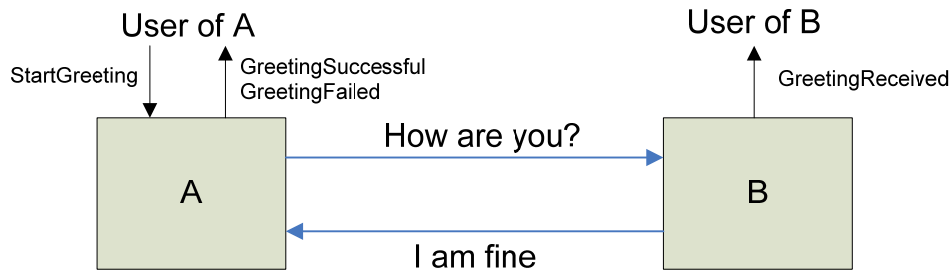 User of A
User of B
StartGreeting
GreetingSuccessful
GreetingFailed
GreetingReceived
How are you?
A
B
I am fine